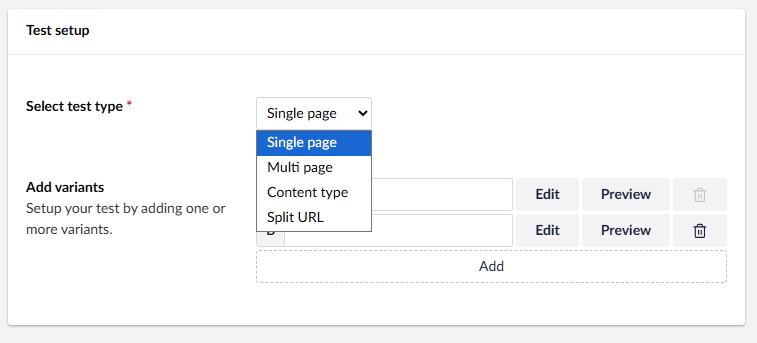 Test setup
Select test type *
Single page
Single page
Multi page
Content type
Split URL
Add variants
Setup your test by adding one or
more variants.
Edit
Preview
Edit
Preview
Add